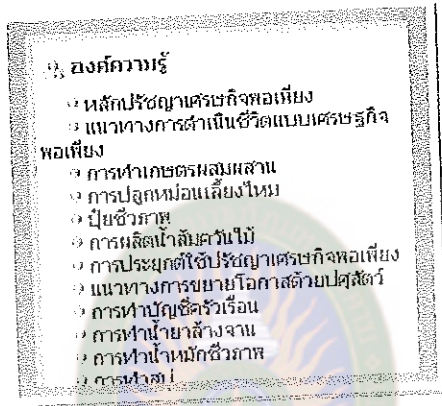 องค์ความรู้
หลักปรัชญาเศรษฐกิจพอเพียง
แนวทางการดำเนินชีวิตแบบเศรษฐกิจ
พอเพียง
การทำเกษตรผสมผสาน
การปลูกหม่อนเลี้ยงไหม
ปุ๋ยชีวภาพ
การผลิตน้ำส้มควันไม้
การประยุกต์ใช้ปรัชญาเศรษฐกิจพอเพียง
แนวทางการขยายโอกาสด้วยปศุสัตว์
การทำบัญชีครัวเรือน
การทำน้ำยาล้างจาน
การทำน้ำหมักชีวภาพ
การทำสบู่